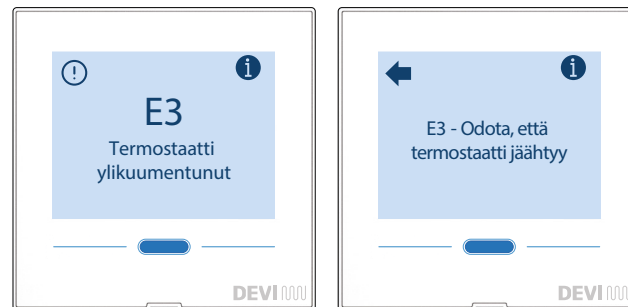 E3
Termostaatti
ylikuumentunut
DEVI
E3 - Odota, että
termostaatti jäähtyy
DEVI